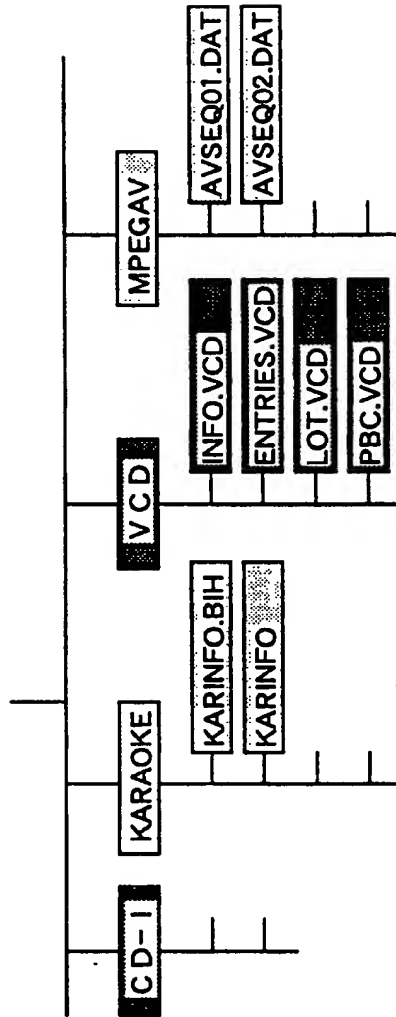 CD-I
KARAOKE
KARINFO.BIH
KARINFO
VCD
INFO.VCD
ENTRIES.VCD
LOT.VCD
PBC.VCD
MPEGAV
AVSEQ01.DAT
AVSEQ02.DAT